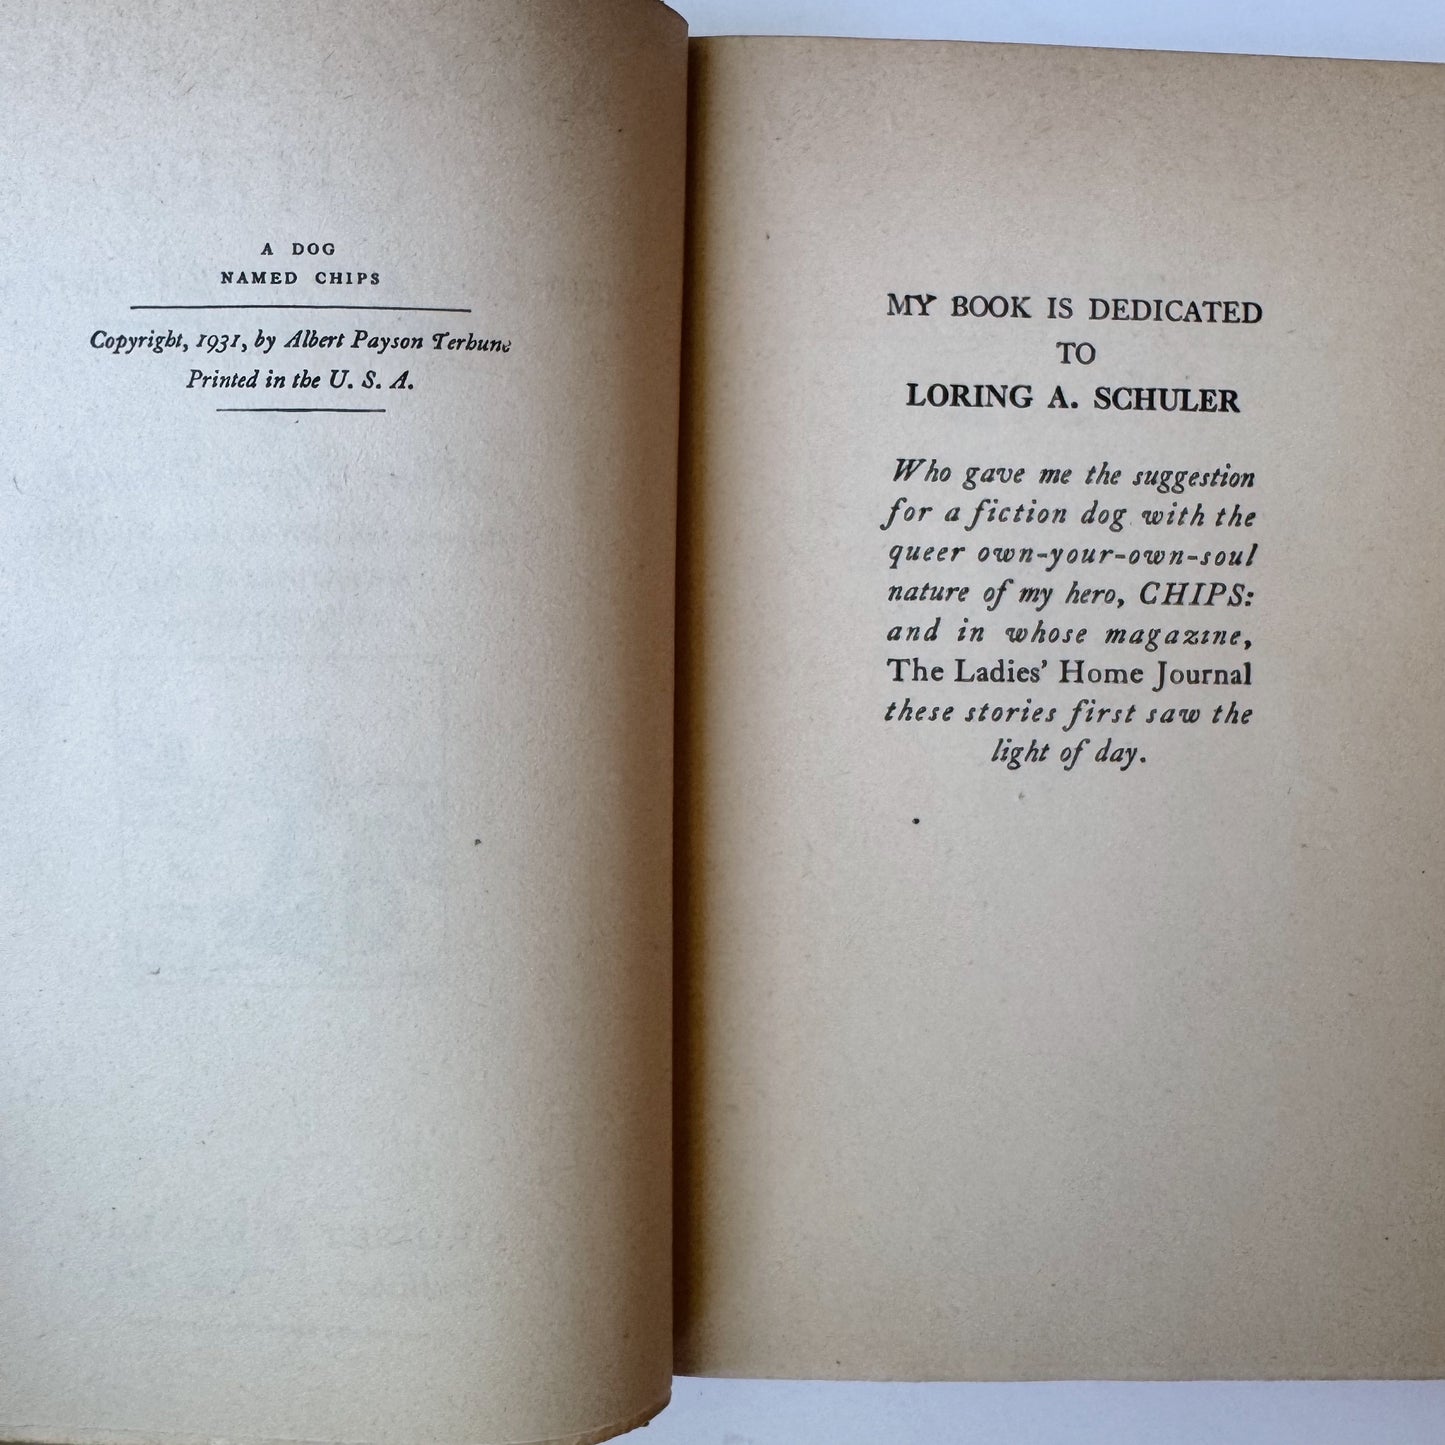 A DOG
NAMED CHIPS
Copyright, 1931, by Albert Payson Terhune
Printed in the U. S. A.
MY BOOK IS DEDICATED
TO
LORING A. SCHULER
Who gave me the suggestion
for a fiction dog with the
queer own-your-own-soul
nature of my hero, CHIPS:
and in whose magazine,
The Ladies' Home Journal
these stories first saw the
light of day.